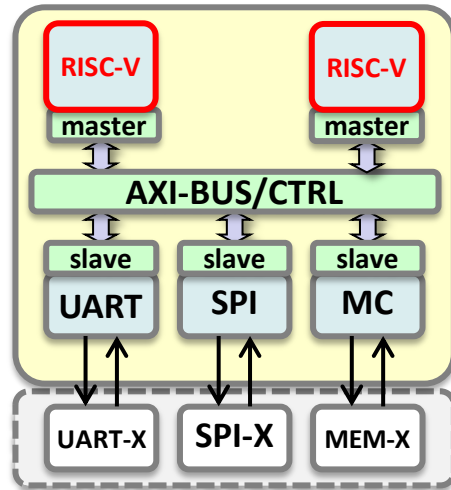 RISC-V RISC-V
master master
AXI-BUS/CTRL
slave slave slave
UART SPI MC
UART-X SPI-X MEM-X